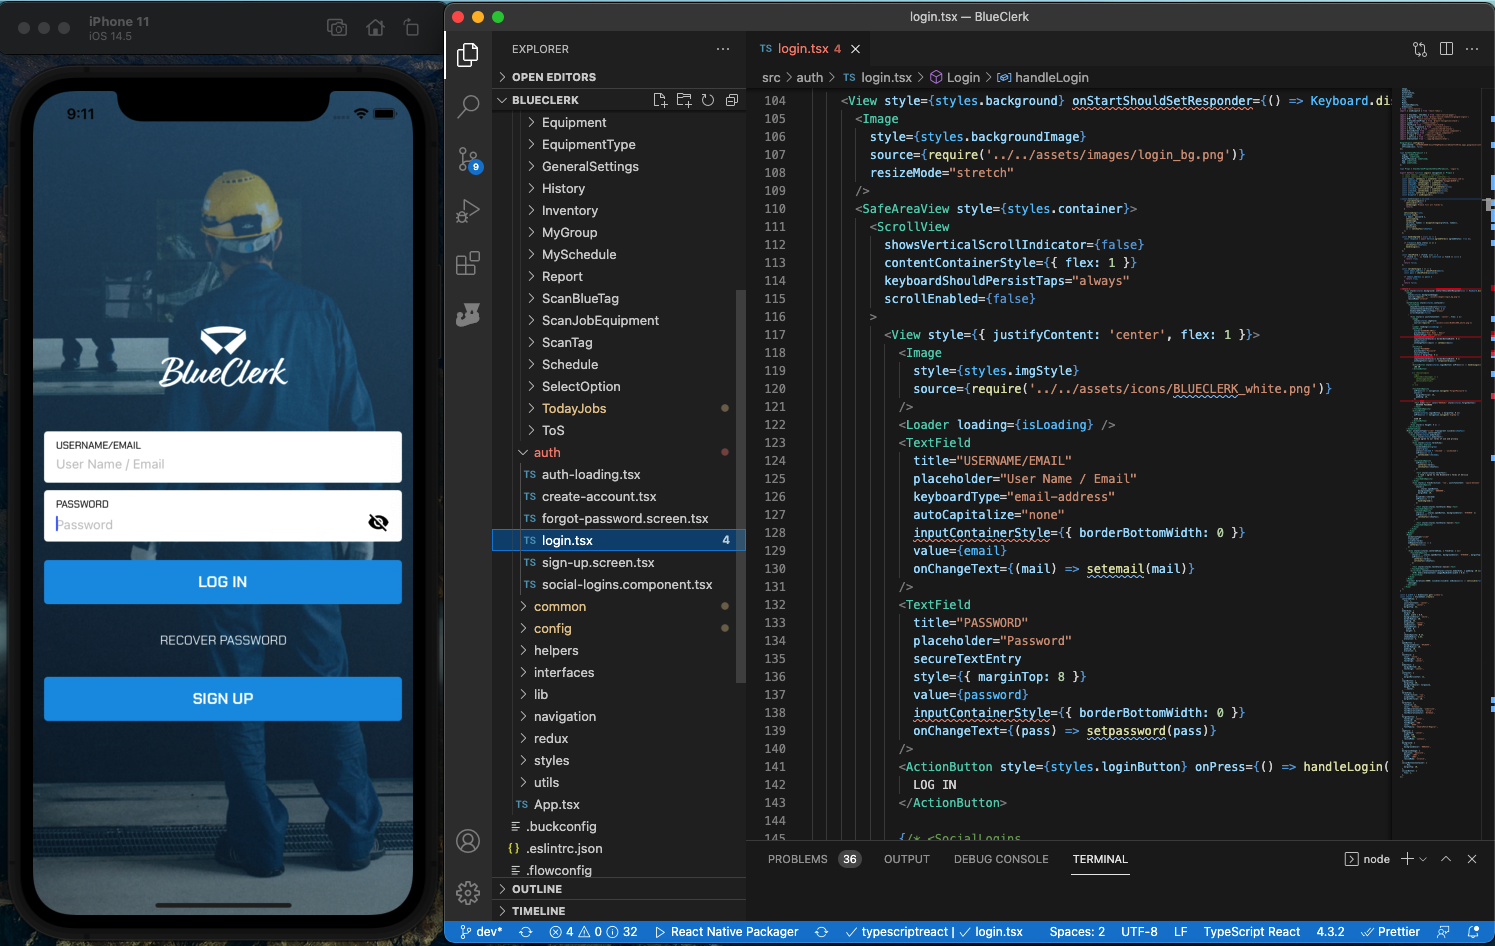 iPhone 11
iOS 14.5
9:11
BlueClerk
USERNAME/EMAIL
User Name / Email
PASSWORD
Password
LOG IN
RECOVER PASSWORD
SIGN UP
login.tsx — BlueClerk
EXPLORER
OPEN EDITORS
BLUECLERK
Equipment
EquipmentType
GeneralSettings
History
Inventory
MyGroup
MySchedule
Report
ScanBlueTag
ScanJobEquipment
ScanTag
Schedule
SelectOption
TodayJobs
ToS
auth
TS auth-loading.tsx
TS create-account.tsx
TS forgot-password.screen.tsx
TS login.tsx 4
TS sign-up.screen.tsx
TS social-logins.component.tsx
common
config
helpers
interfaces
lib
navigation
redux
styles
utils
TS App.tsx
.buckconfig
{} .eslintrc.json
.flowconfig
OUTLINE
TIMELINE
9
TS login.tsx 4
src > auth > TS login.tsx > Login > handleLogin
104 <View style={styles.background} onStartShouldSetResponder={() => Keyboard.di
105 <Image
106 style={styles.backgroundImage}
107 source={require('../../assets/images/login_bg.png')}
108 resizeMode="stretch"
109 />
110 <SafeAreaView style={styles.container}>
111 <ScrollView
112 showsVerticalScrollIndicator={false}
113 contentContainerStyle={{ flex: 1 }}
114 keyboardShouldPersistTaps="always"
115 scrollEnabled={false}
116 >
117 <View style={{ justifyContent: 'center', flex: 1 }}>
118 <Image
119 style={styles.imgStyle}
120 source={require('../../assets/icons/BLUECLERK_white.png')}
121 />
122 <Loader loading={isLoading} />
123 <TextField
124 title="USERNAME/EMAIL"
125 placeholder="User Name / Email"
126 keyboardType="email-address"
127 autoCapitalize="none"
128 inputContainerStyle={{ borderBottomWidth: 0 }}
129 value={email}
130 onChangeText={(mail) => setemail(mail)}
131 />
132 <TextField
133 title="PASSWORD"
134 placeholder="Password"
135 secureTextEntry
136 style={{ marginTop: 8 }}
137 value={password}
138 inputContainerStyle={{ borderBottomWidth: 0 }}
139 onChangeText={(pass) => setpassword(pass)}
140 />
141 <ActionButton style={styles.loginButton} onPress={() => handleLogin(
142 LOG IN
143 </ActionButton>
144
145 {/* <SocialLogins
PROBLEMS 36 OUTPUT DEBUG CONSOLE TERMINAL node
dev* 4 0 32 React Native Packager typescriptreact | login.tsx Spaces: 2 UTF-8 LF TypeScript React 4.3.2 Prettier